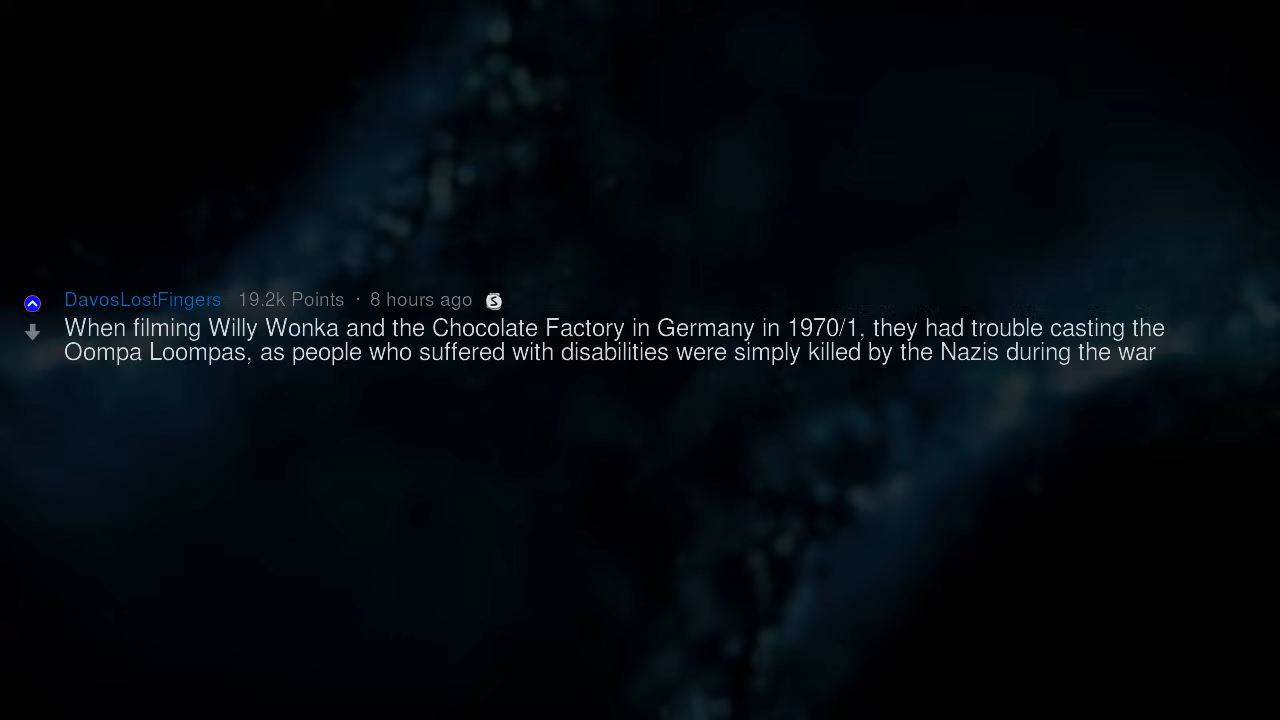 DavosLostFingers 19.2k Points · 8 hours ago
When filming Willy Wonka and the Chocolate Factory in Germany in 1970/1, they had trouble casting the
Oompa Loompas, as people who suffered with disabilities were simply killed by the Nazis during the war